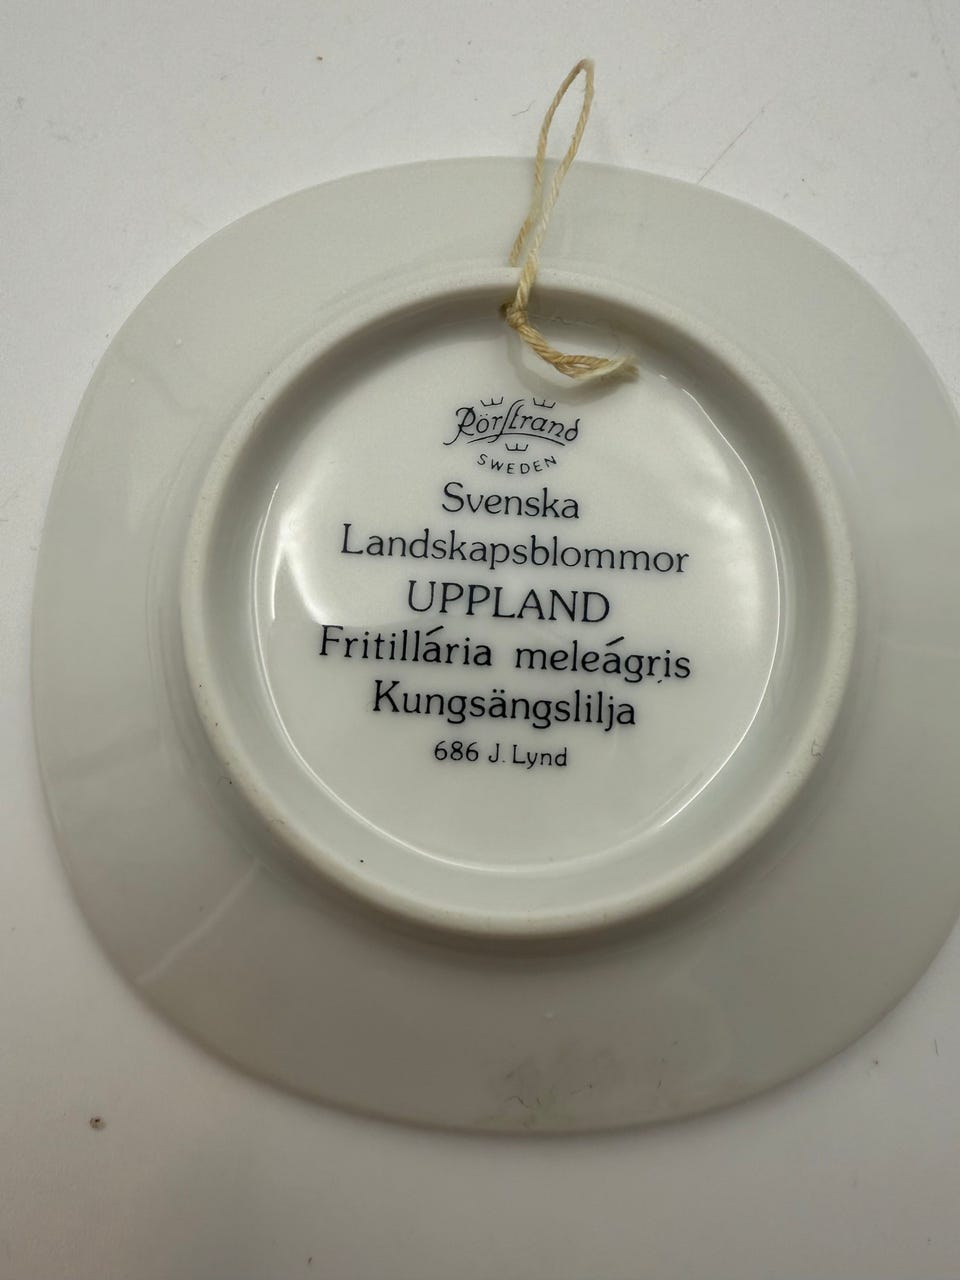 Rörstrand
SWEDEN
Svenska
Landskapsblommor
UPPLAND
Fritillária meleágris
Kungsängslilja
686 J. Lynd